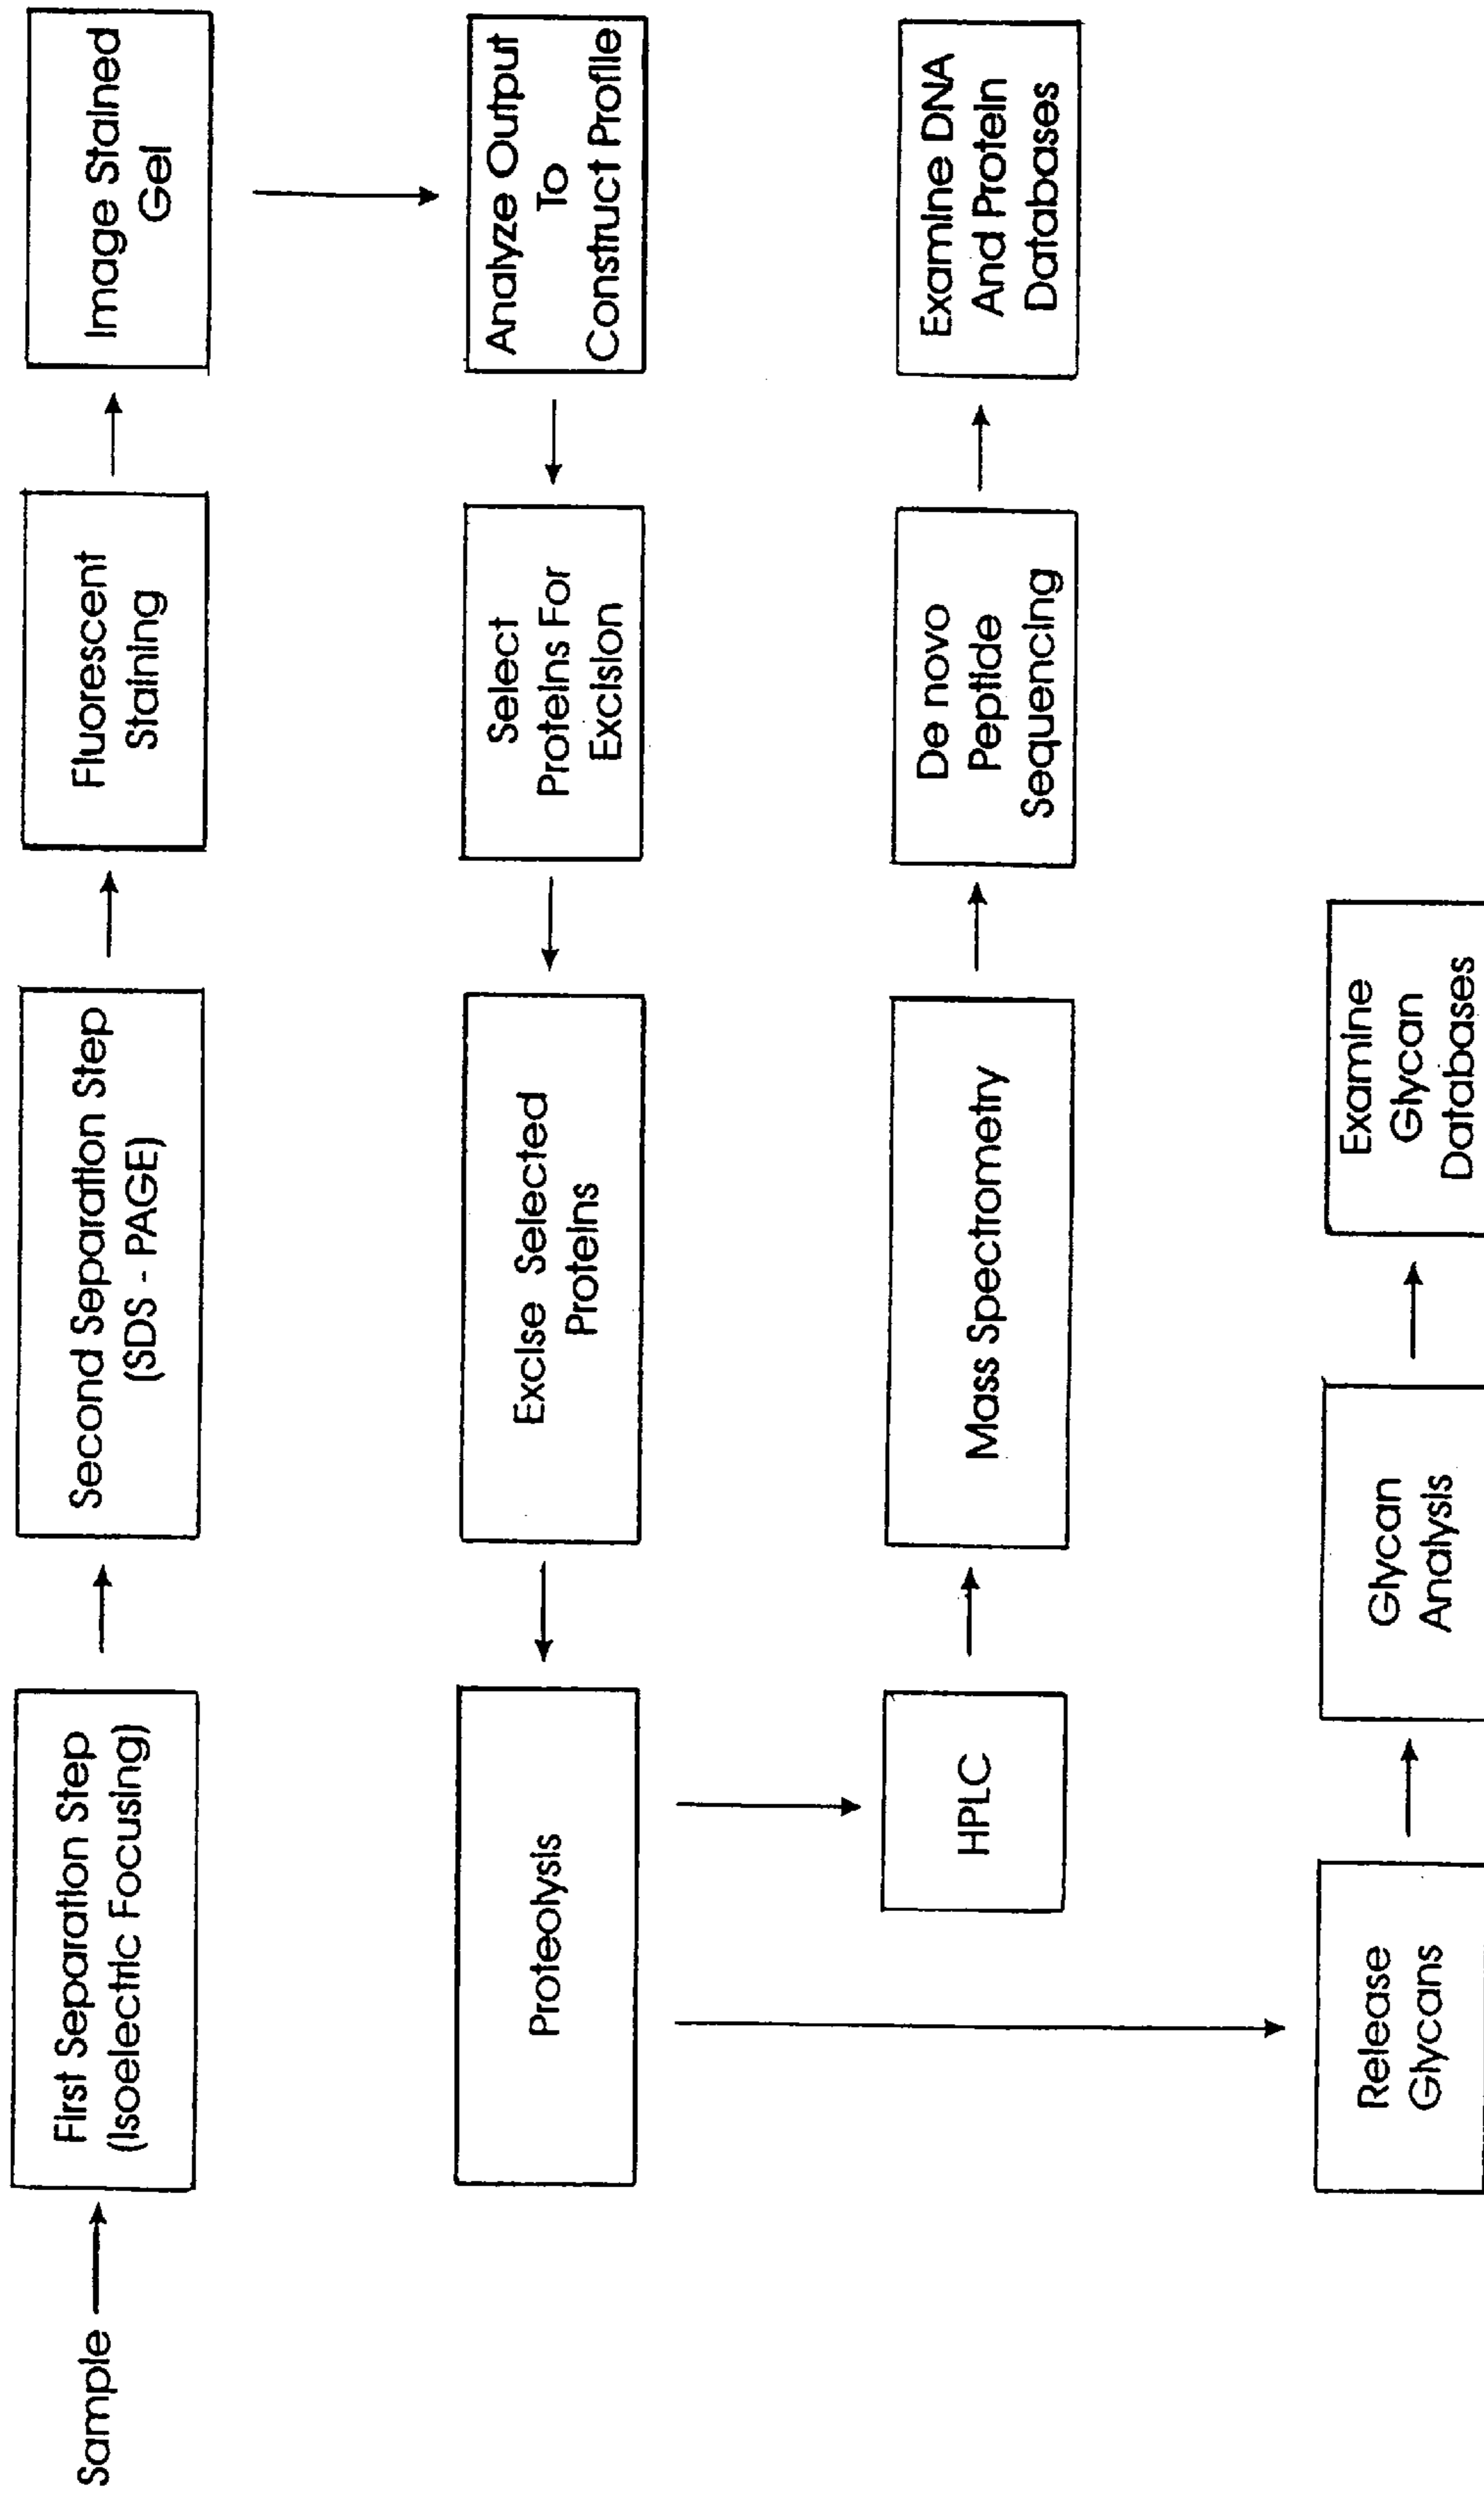 Sample
First Separation Step
(Isoelectric Focusing)
Second Separation Step
(SDS - PAGE)
Fluorescent
Staining
Image Stained
Gel
Analyze Output
To
Construct Profile
Select
Proteins For
Excision
Excise Selected
Proteins
Proteolysis
HPLC
Mass Spectrometry
De novo
Peptide
Sequencing
Examine DNA
And Protein
Databases
Release
Glycans
Glycan
Analysis
Examine
Glycan
Databases